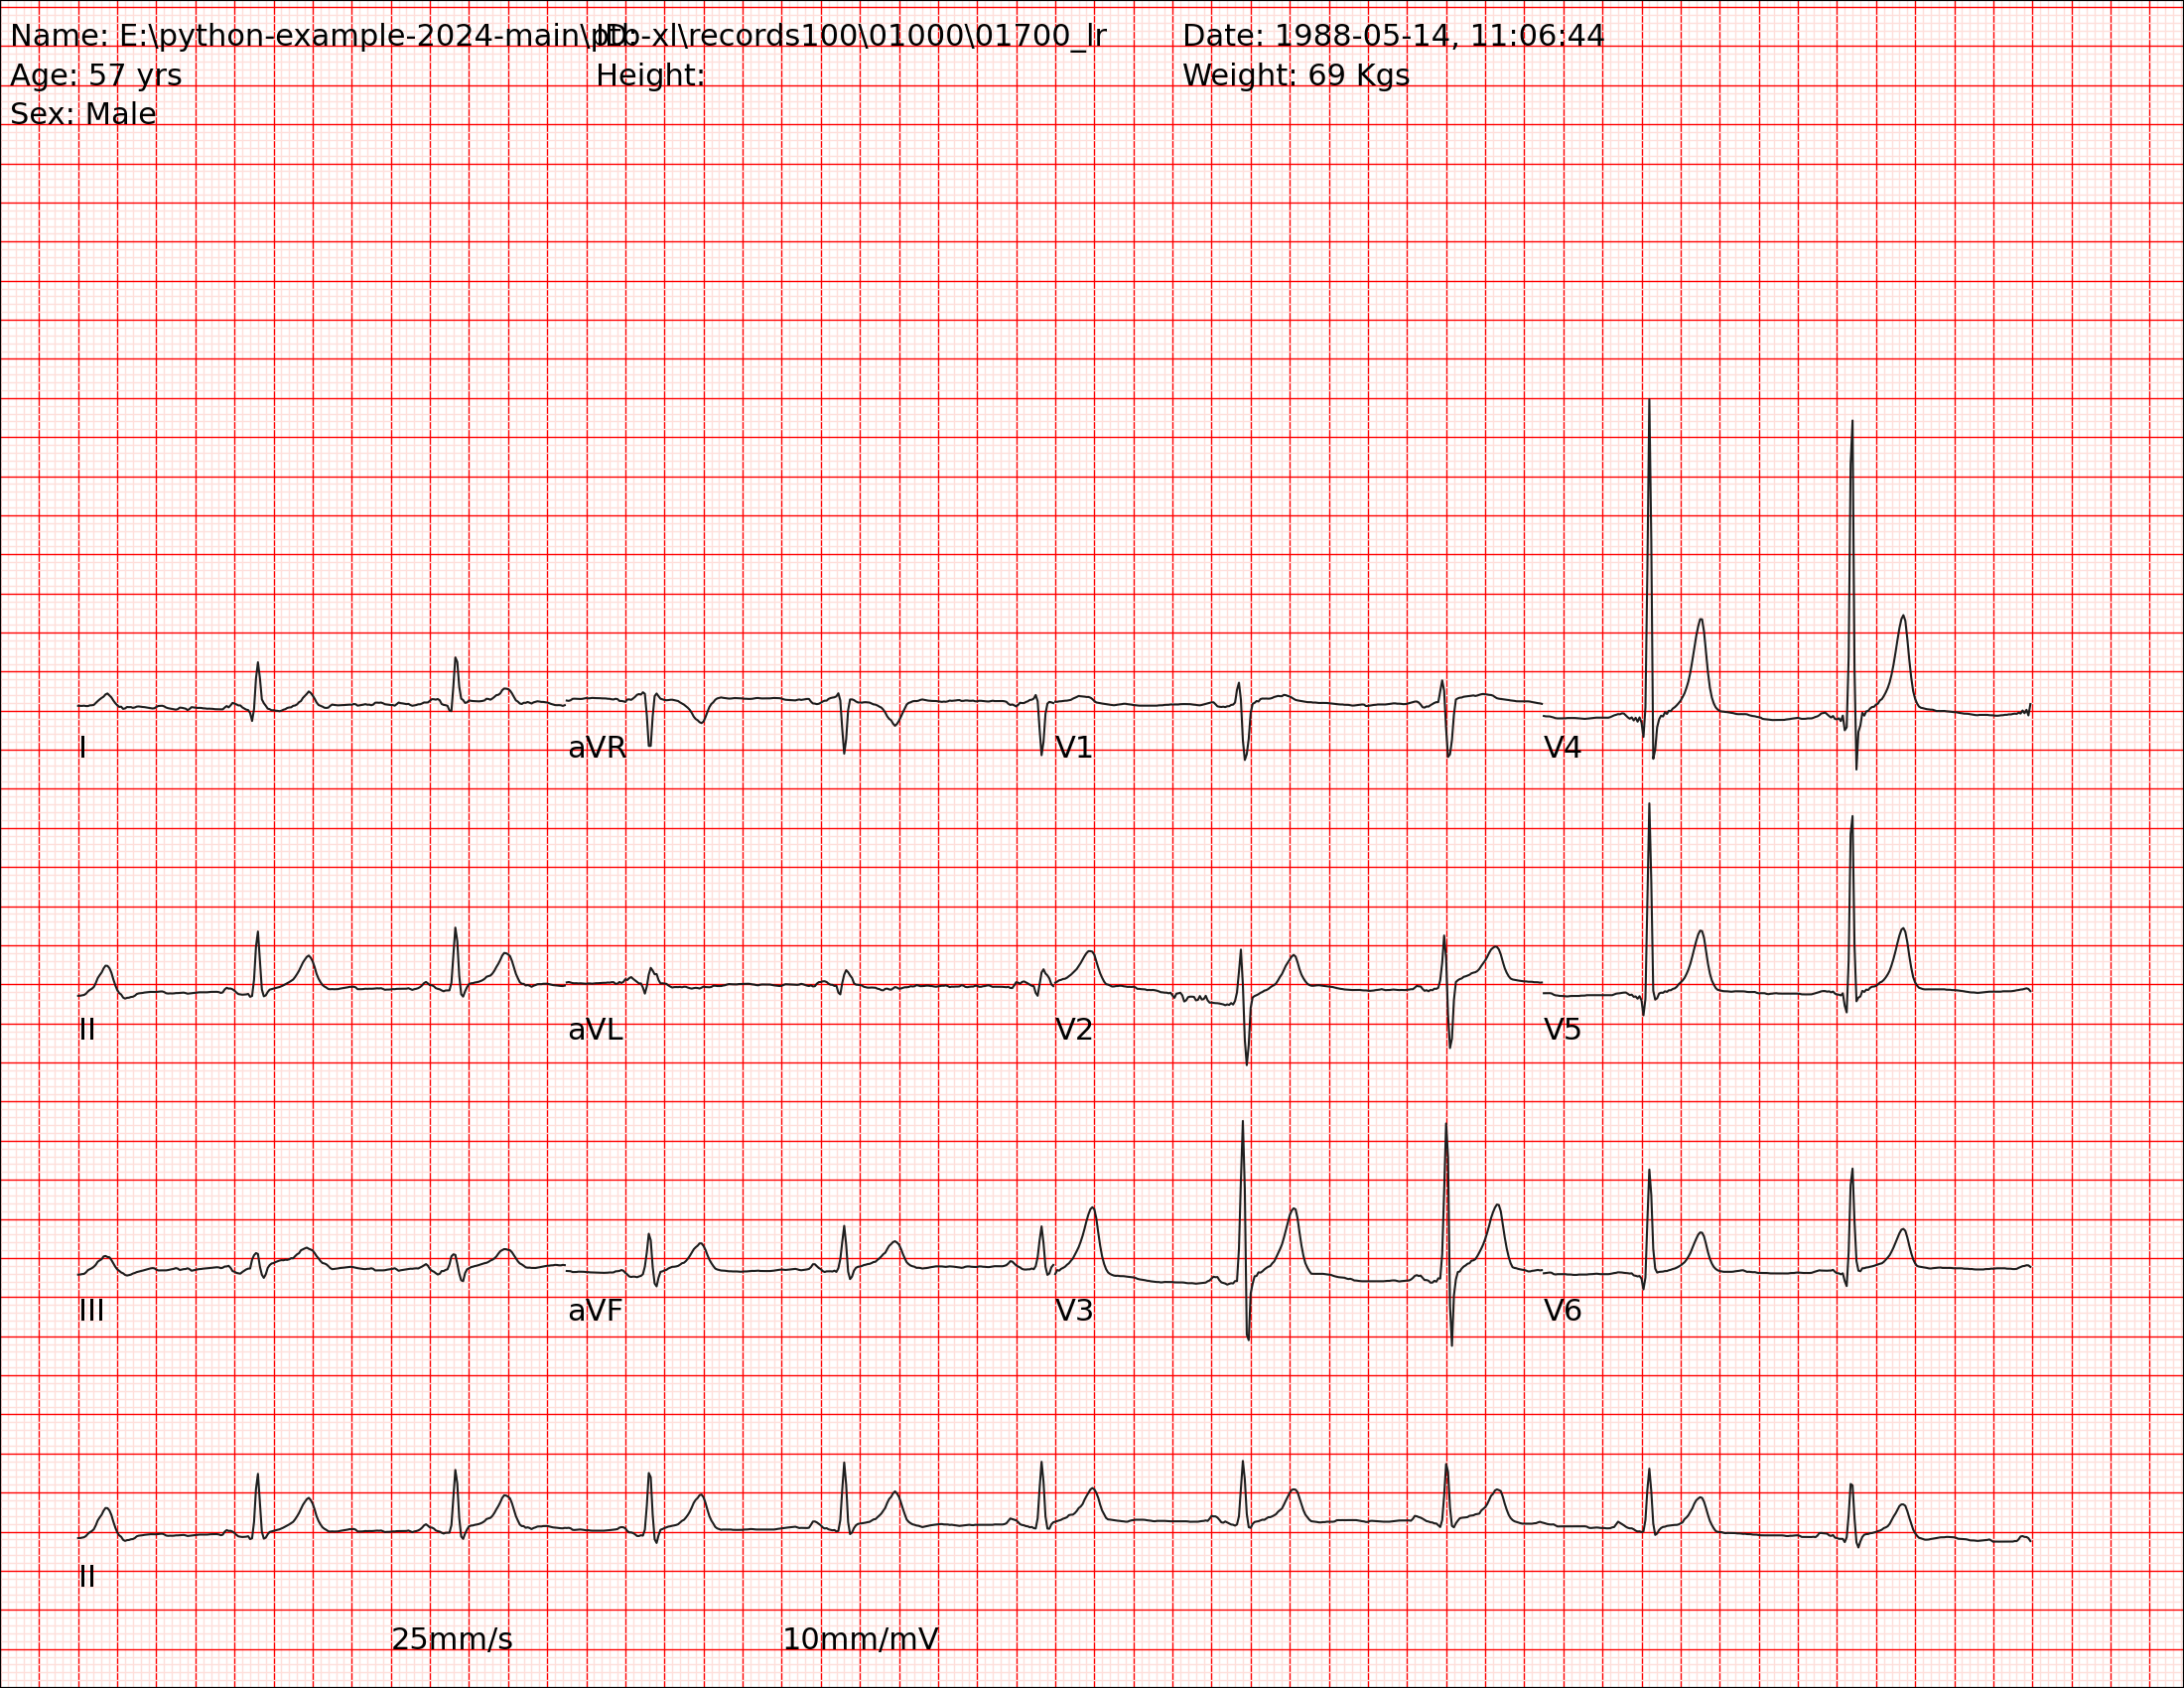 Name: E:\python-example-2024-main\ptb-xl\records100\01000\01700_lr ID: Date: 1988-05-14, 11:06:44
Age: 57 yrs Height: Weight: 69 Kgs
Sex: Male
I aVR V1 V4
II aVL V2 V5
III aVF V3 V6
II
25mm/s 10mm/mV